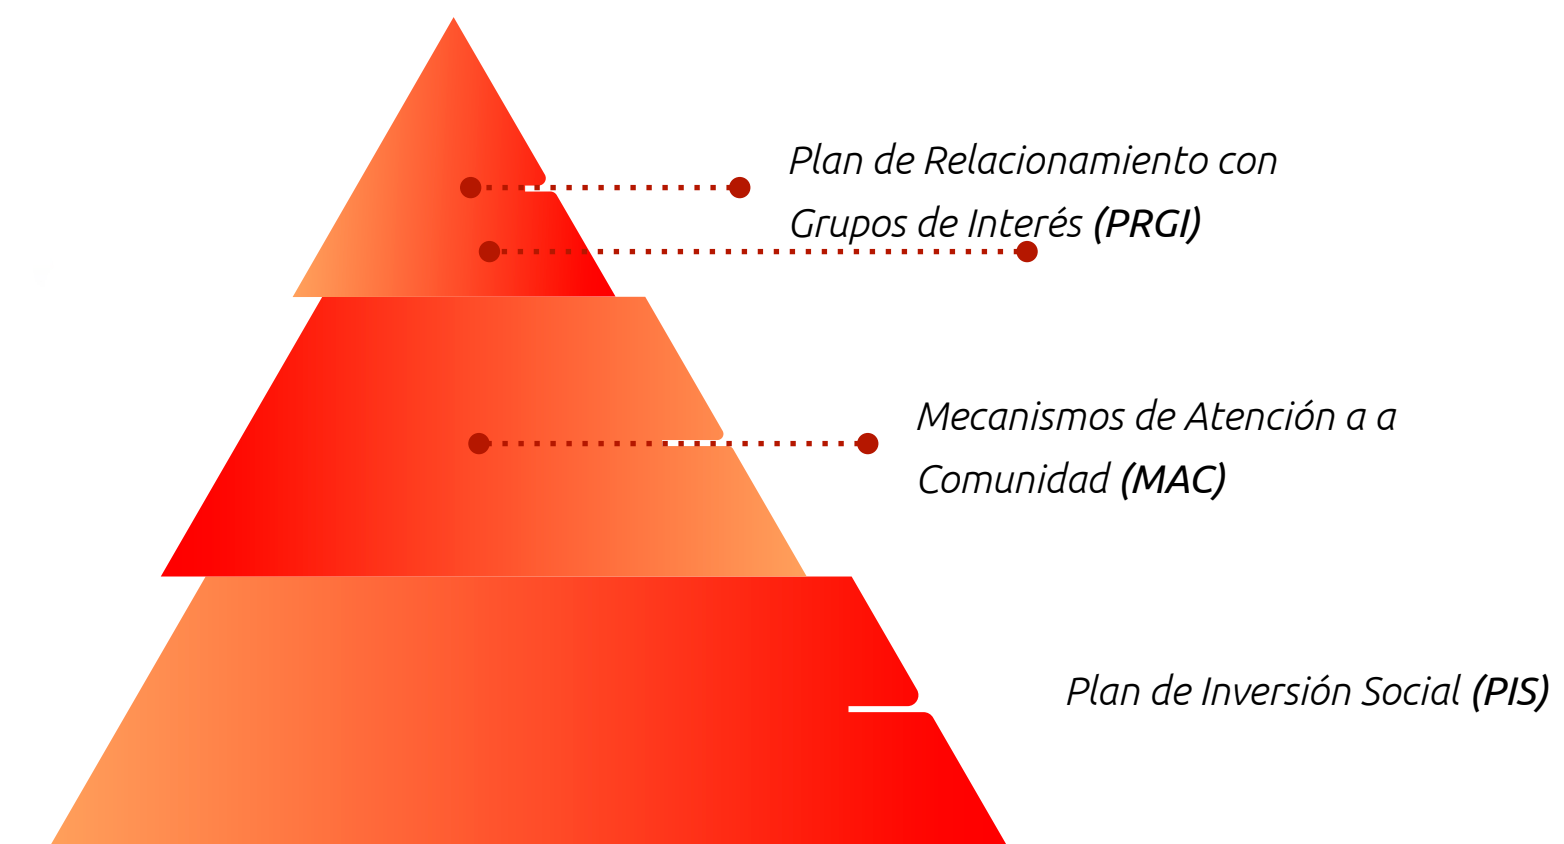 Plan de Relacionamiento con
Grupos de Interés (PRGI)
Mecanismos de Atención a a
Comunidad (MAC)
Plan de Inversión Social (PIS)